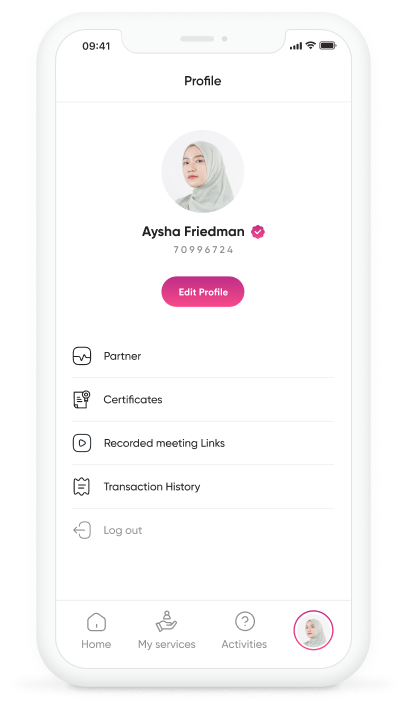 09:41
Profile
Aysha Friedman
70996724
Edit Profile
Partner
Certificates
Recorded meeting Links
Transaction History
Log out
Home
My services
Activities